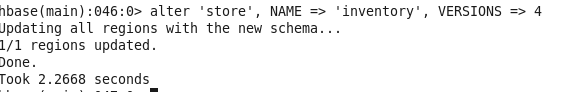 hbase(main):046:0> alter 'store', NAME => 'inventory', VERSIONS => 4
Updating all regions with the new schema...
1/1 regions updated.
Done.
Took 2.2668 seconds